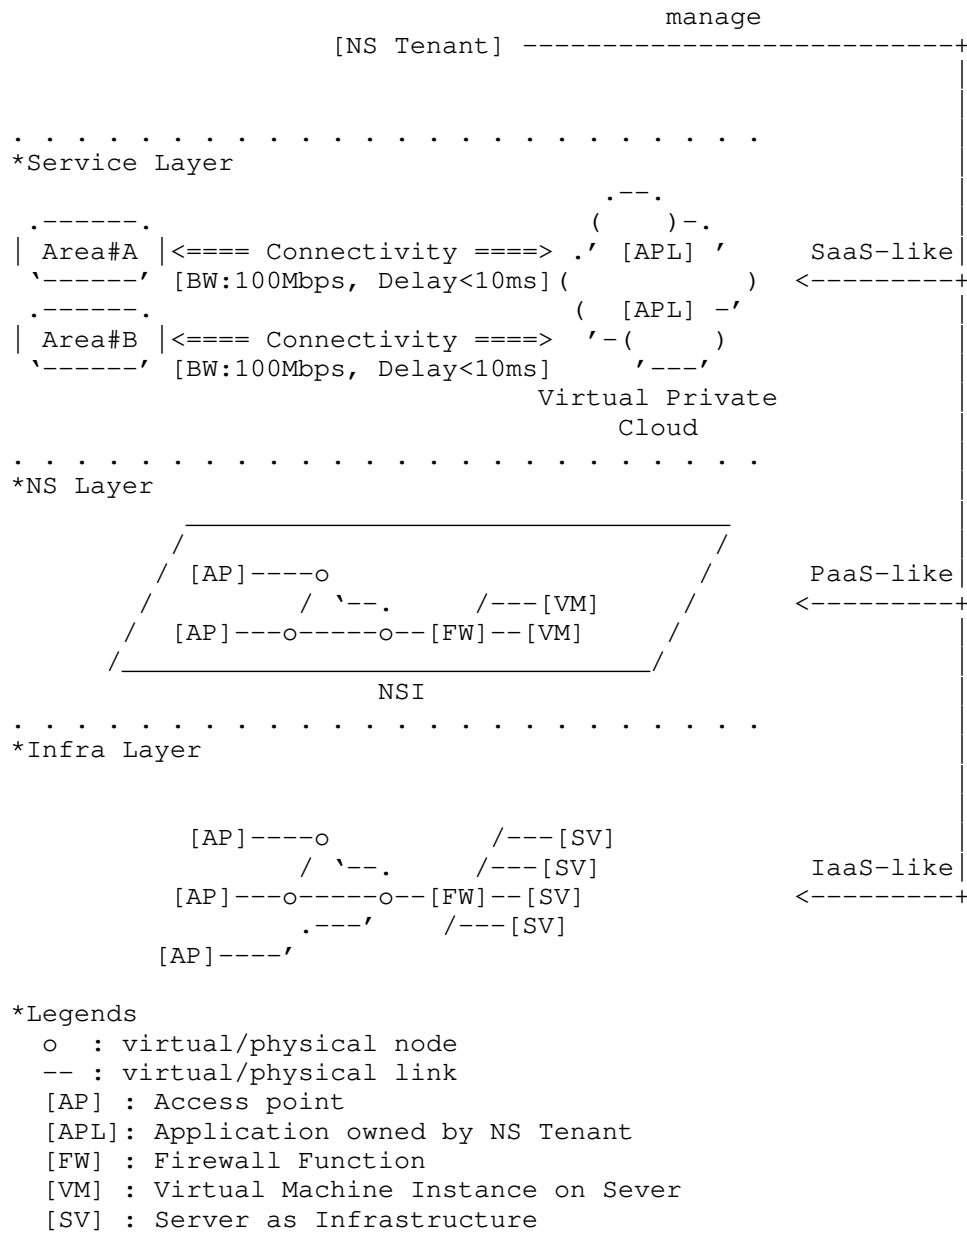 manage
                    [NS Tenant] ---------------------------+
                                                           |
                                                           |
. . . . . . . . . . . . . . . . . . . . . . . .            |
*Service Layer                                             |
                                     .--.                  |
 .------.                           (    )-.               |
| Area#A |<==== Connectivity ====> .' [APL] '     SaaS-like|
 `------' [BW:100Mbps, Delay<10ms](           )  <---------+
 .------.                          (  [APL] -'             |
| Area#B |<==== Connectivity ====>  '-(     )              |
 `------' [BW:100Mbps, Delay<10ms]     '---'               |
                                 Virtual Private           |
                                      Cloud                |
. . . . . . . . . . . . . . . . . . . . . . . .            |
*NS Layer                                                  |
           __________________________________              |
          /                                 /              |
         / [AP]----o                       /      PaaS-like|
        /         / `--.     /---[VM]     /      <---------+
       /  [AP]---o-----o--[FW]--[VM]     /                 |
      /_________________________________/                  |
                       NSI                                 |
. . . . . . . . . . . . . . . . . . . . . . . .            |
*Infra Layer                                               |
                                                           |
                                                           |
           [AP]----o          /---[SV]                     |
                  / `--.     /---[SV]             IaaS-like|
          [AP]---o-----o--[FW]--[SV]             <---------+
                  .---'    /---[SV]
         [AP]----'
*Legends
  o  : virtual/physical node
  -- : virtual/physical link
  [AP] : Access point
  [APL]: Application owned by NS Tenant
  [FW] : Firewall Function
  [VM] : Virtual Machine Instance on Sever
  [SV] : Server as Infrastructure